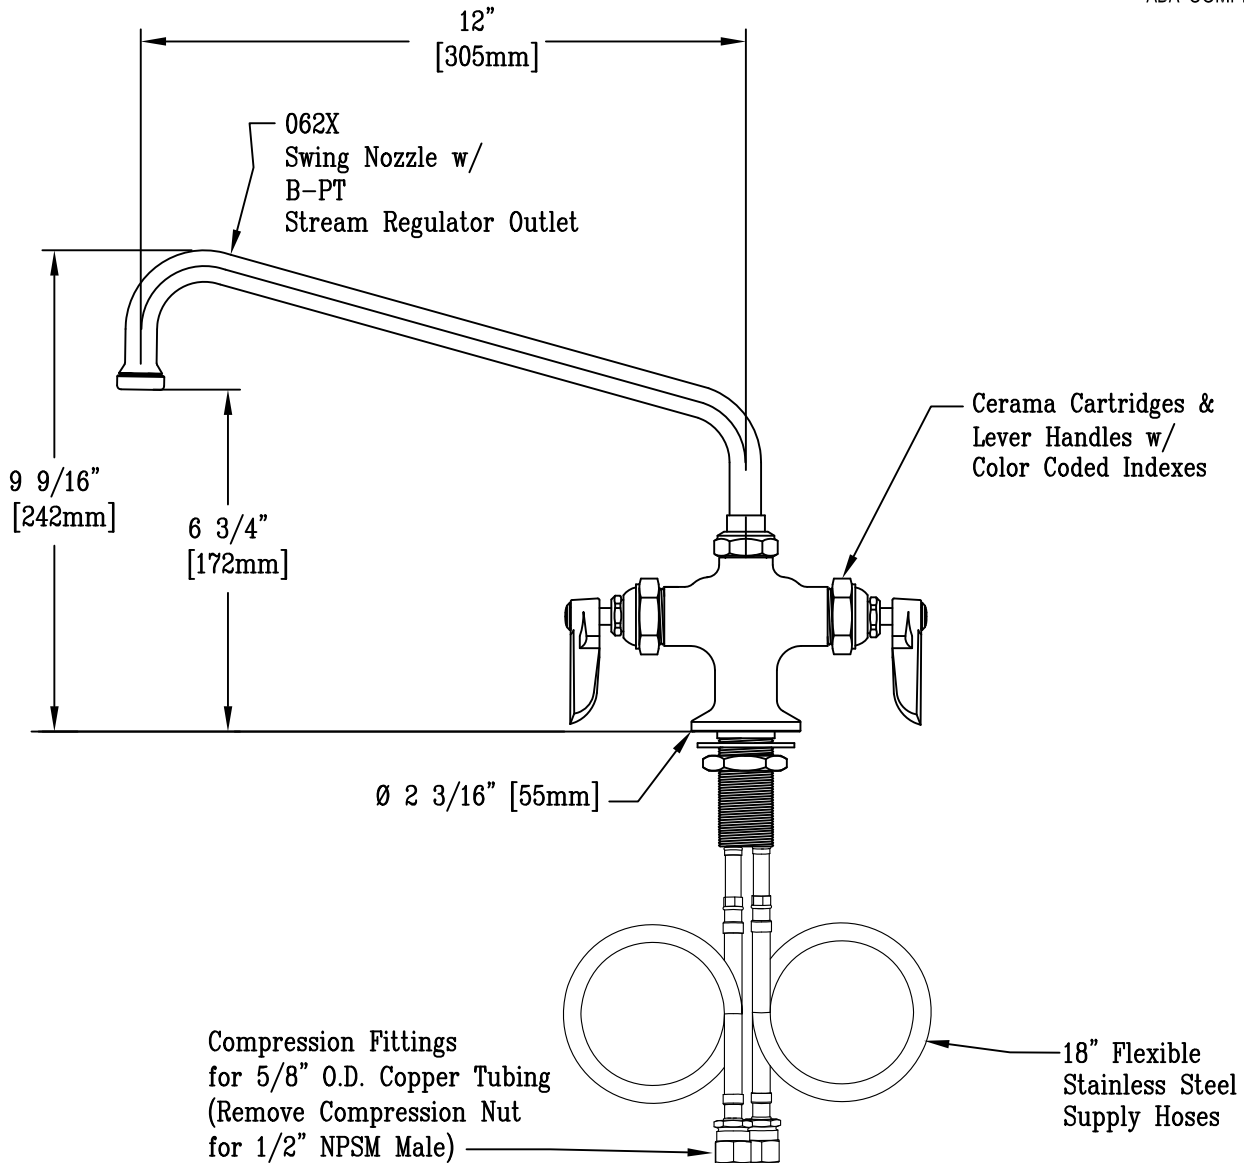 12"
[305mm]
062X
Swing Nozzle w/
B-PT
Stream Regulator Outlet
Cerama Cartridges &
Lever Handles w/
Color Coded Indexes
9 9/16"
[242mm]
6 3/4"
[172mm]
Ø 2 3/16" [55mm]
Compression Fittings
for 5/8" O.D. Copper Tubing
(Remove Compression Nut
for 1/2" NPSM Male)
18" Flexible
Stainless Steel
Supply Hoses